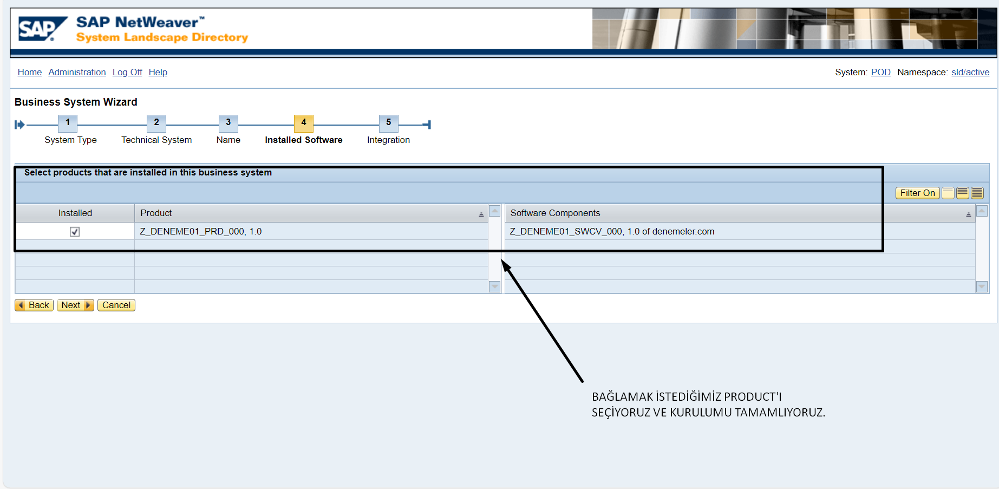 SAP NetWeaver™
System Landscape Directory
Home Administration Log Off Help System: POD Namespace: sld/active
Business System Wizard
1 2 3 4 5
System Type Technical System Name Installed Software Integration
Select products that are installed in this business system
Filter On
Installed Product Software Components
Z_DENEME01_PRD_000, 1.0 Z_DENEME01_SWCV_000, 1.0 of denemeler.com
Back Next Cancel
BAĞLAMAK İSTEDİĞİMİZ PRODUCT'I
SEÇİYORUZ VE KURULUMU TAMAMLIYORUZ.